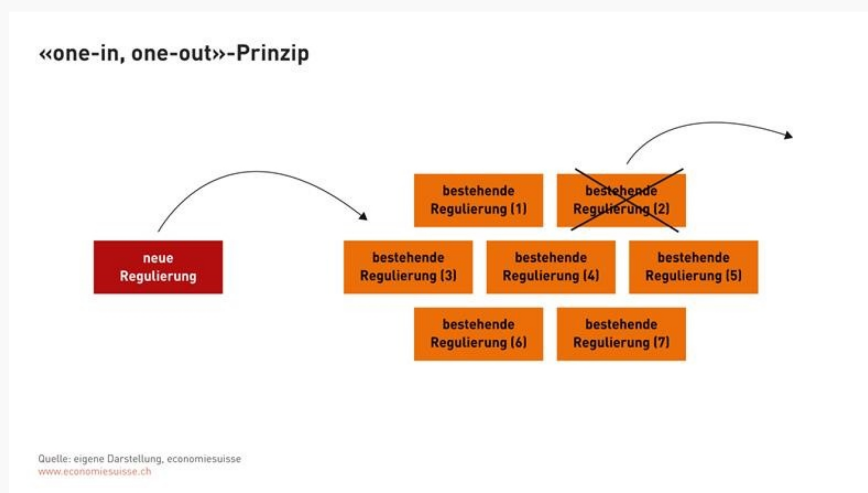 «one-in, one-out»-Prinzip
bestehende
Regulierung (1)
bestehende
Regulierung (2)
neue
Regulierung
bestehende
Regulierung (3)
bestehende
Regulierung (4)
bestehende
Regulierung (5)
bestehende
Regulierung (6)
bestehende
Regulierung (7)
Quelle: eigene Darstellung, economiesuisse
www.economiesuisse.ch